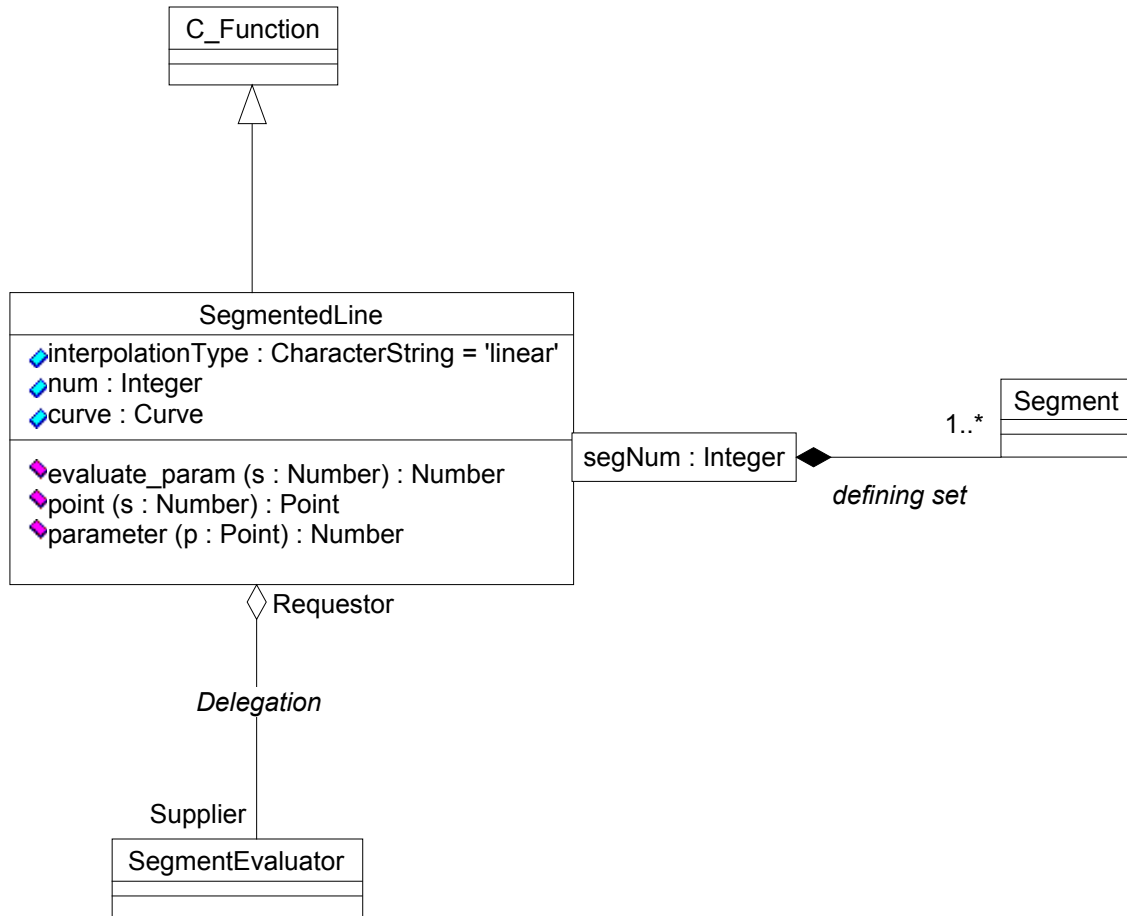 C_Function
SegmentedLine
interpolationType : CharacterString = 'linear'
num : Integer
curve : Curve
evaluate_param (s : Number) : Number
point (s : Number) : Point
parameter (p : Point) : Number
segNum : Integer
1..*
Segment
defining set
Requestor
Delegation
Supplier
SegmentEvaluator